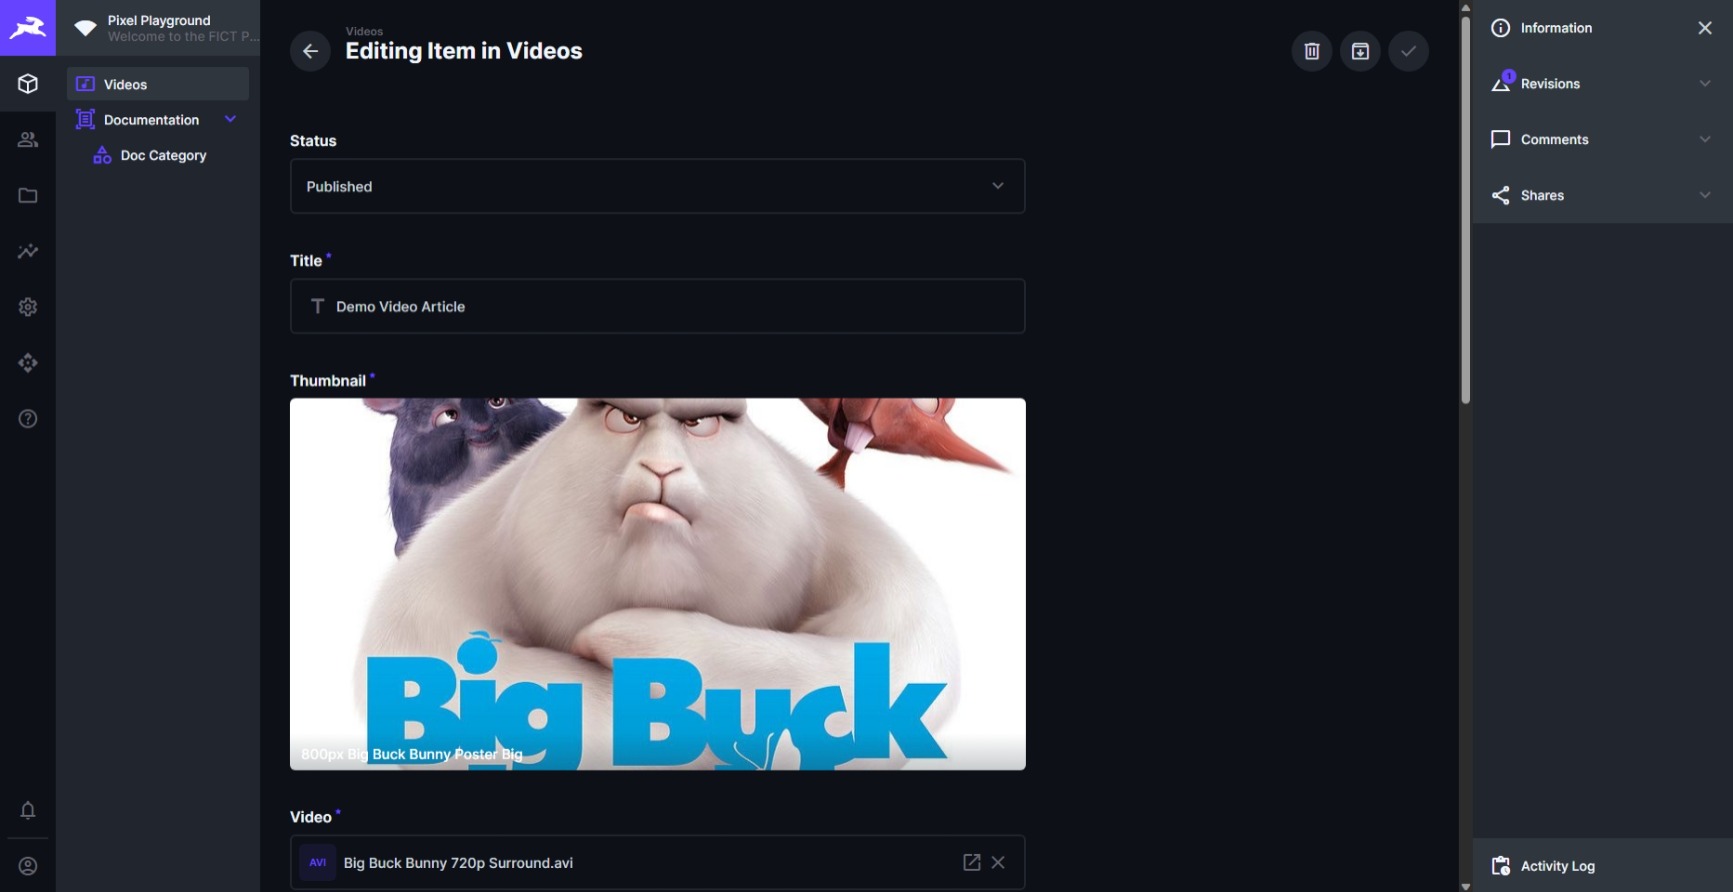 Pixel Playground
Welcome to the FICT P...
Videos
Documentation
Doc Category
Videos
Editing Item in Videos
Status
Published
Title *
Demo Video Article
Thumbnail *
Big Buck
800px Big Buck Bunny Poster Big
Video *
AVI
Big Buck Bunny 720p Surround.avi
Information
1
Revisions
Comments
Shares
Activity Log